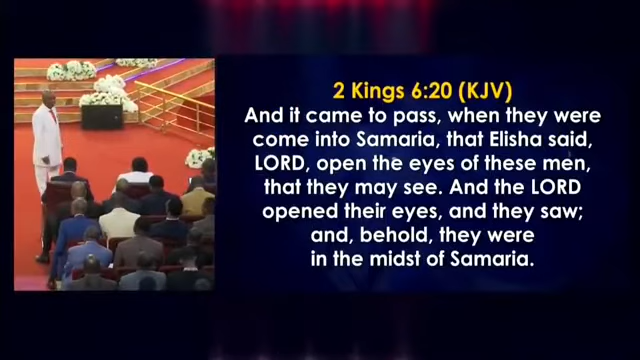 2 Kings 6:20 (KJV)
And it came to pass, when they were
come into Samaria, that Elisha said,
LORD, open the eyes of these men,
that they may see. And the LORD
opened their eyes, and they saw;
and, behold, they were
in the midst of Samaria.